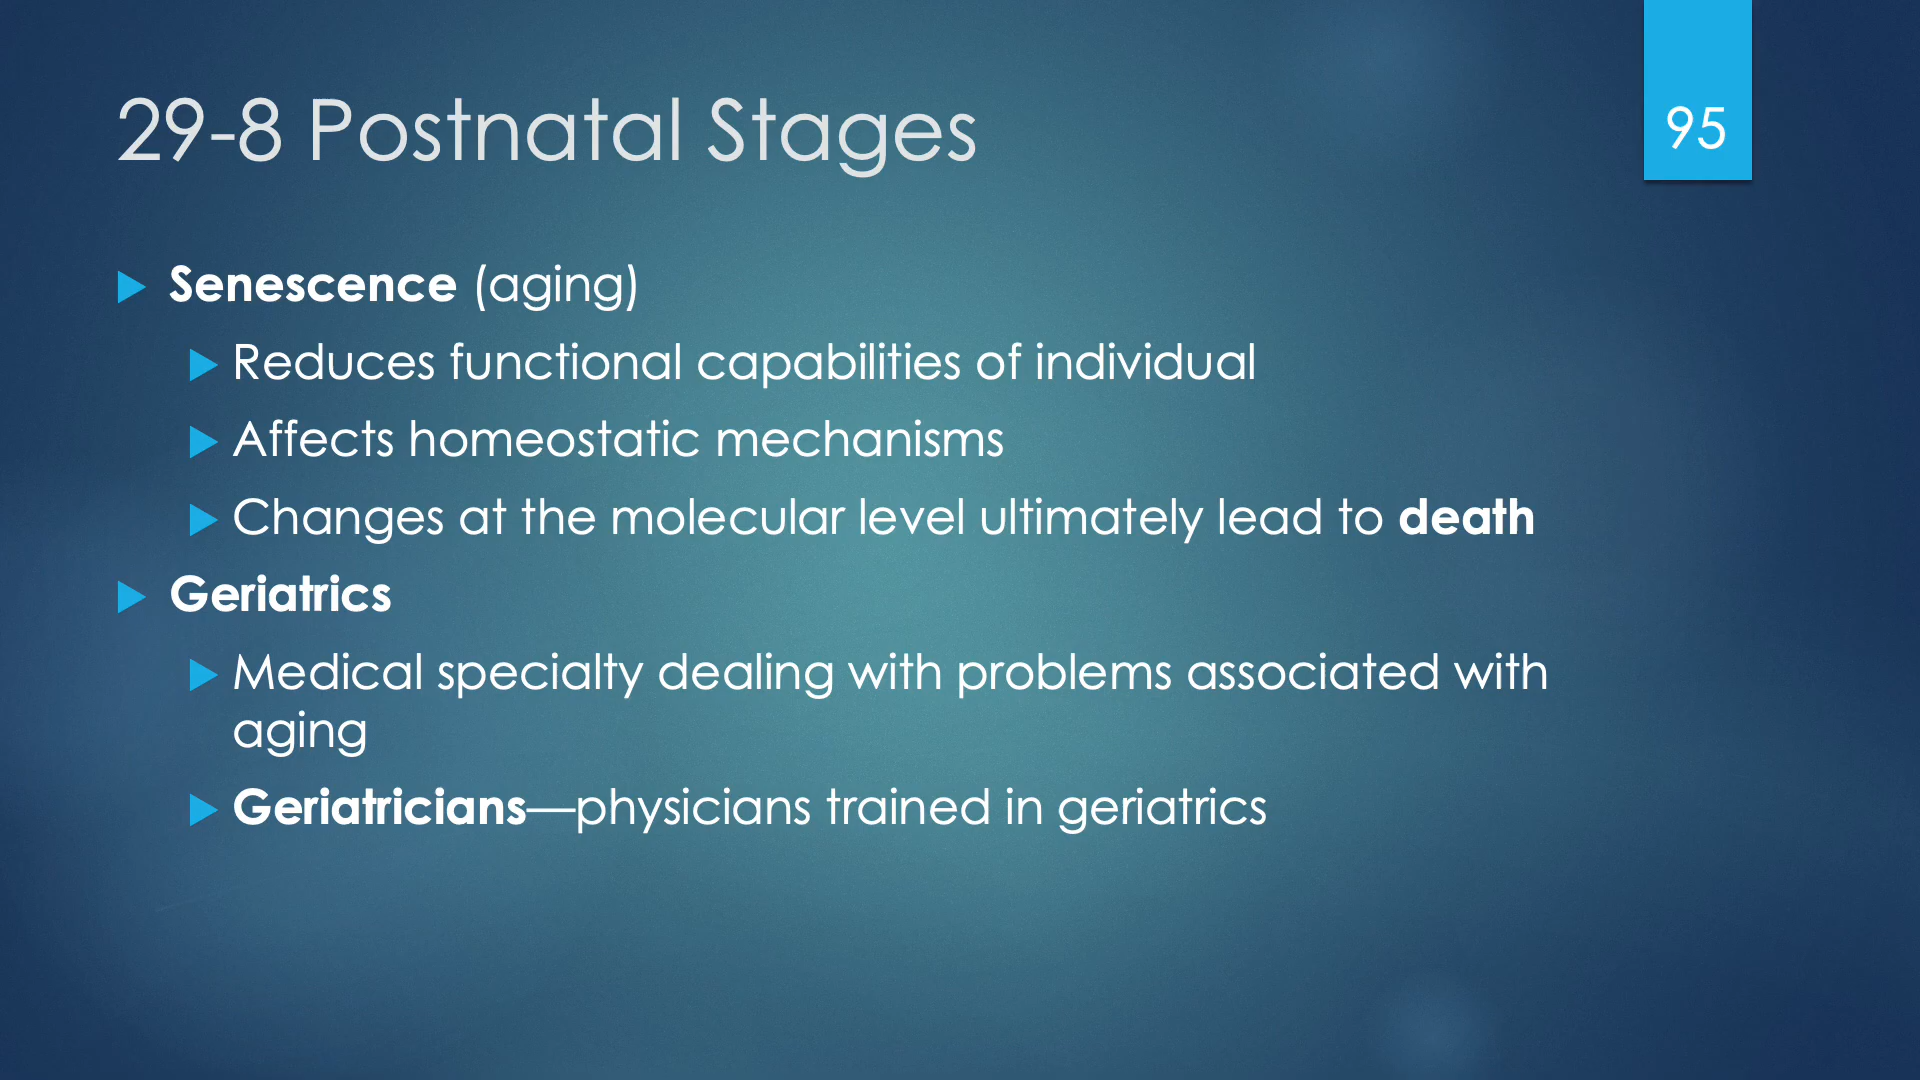 29-8 Postnatal Stages
95
Senescence (aging)
Reduces functional capabilities of individual
Affects homeostatic mechanisms
Changes at the molecular level ultimately lead to death
Geriatrics
Medical specialty dealing with problems associated with
aging
Geriatricians—physicians trained in geriatrics